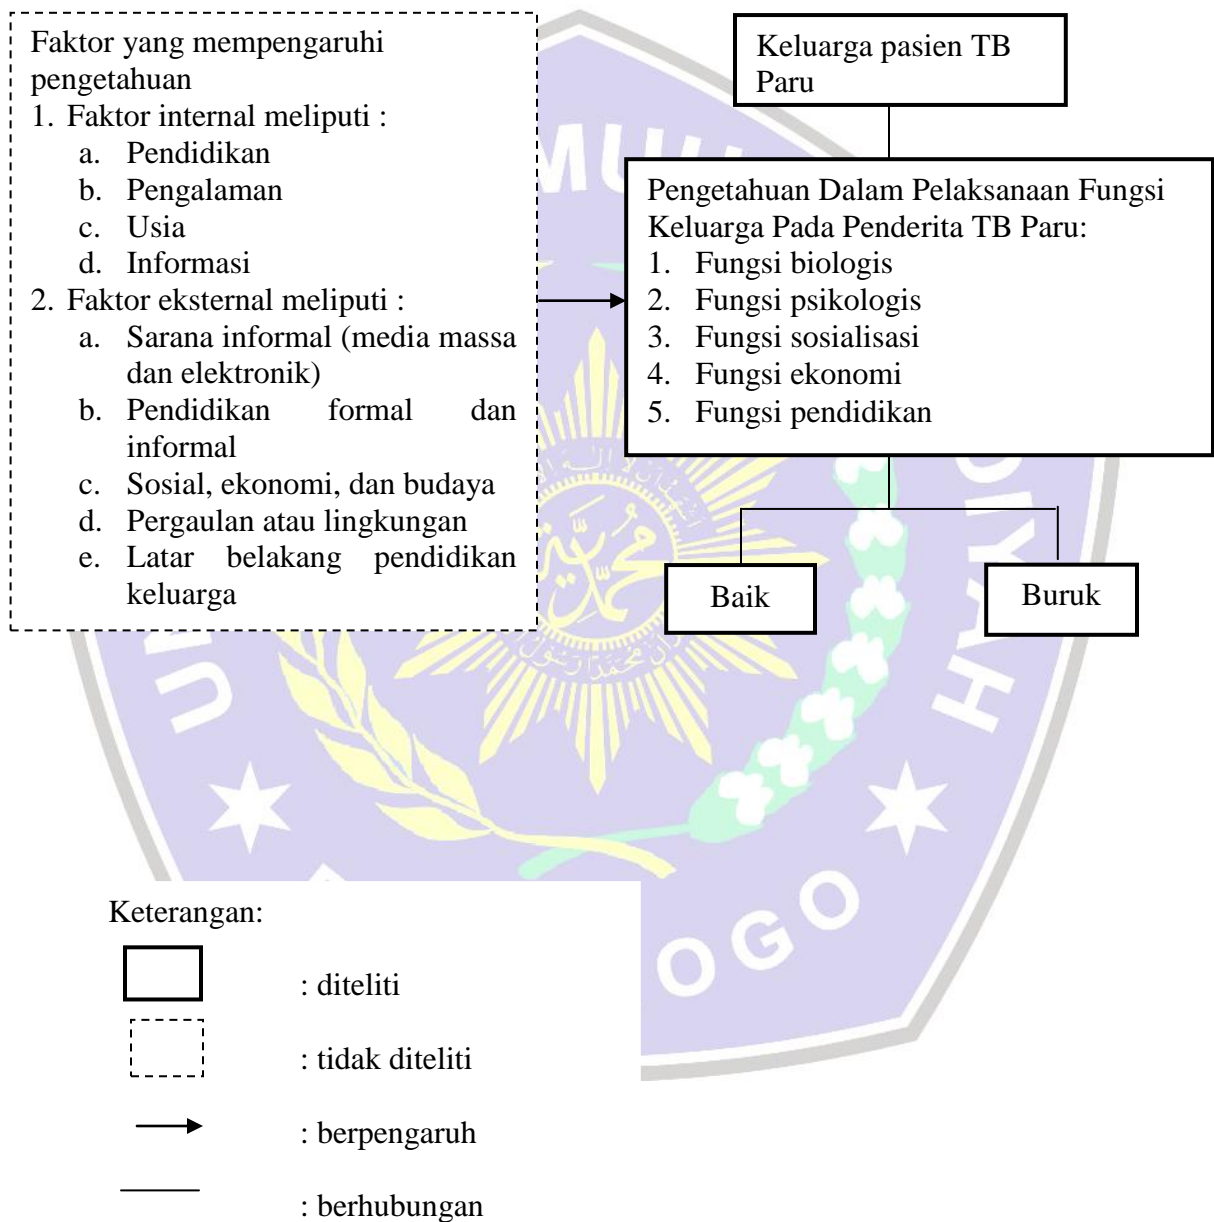 Faktor yang mempengaruhi
pengetahuan
1. Faktor internal meliputi :
a. Pendidikan
b. Pengalaman
c. Usia
d. Informasi
2. Faktor eksternal meliputi :
a. Sarana informal (media massa
dan elektronik)
b. Pendidikan formal dan
informal
c. Sosial, ekonomi, dan budaya
d. Pergaulan atau lingkungan
e. Latar belakang pendidikan
keluarga
Keluarga pasien TB
Paru
Pengetahuan Dalam Pelaksanaan Fungsi
Keluarga Pada Penderita TB Paru:
1. Fungsi biologis
2. Fungsi psikologis
3. Fungsi sosialisasi
4. Fungsi ekonomi
5. Fungsi pendidikan
Baik
Buruk
Keterangan:
: diteliti
: tidak diteliti
: berpengaruh
: berhubungan